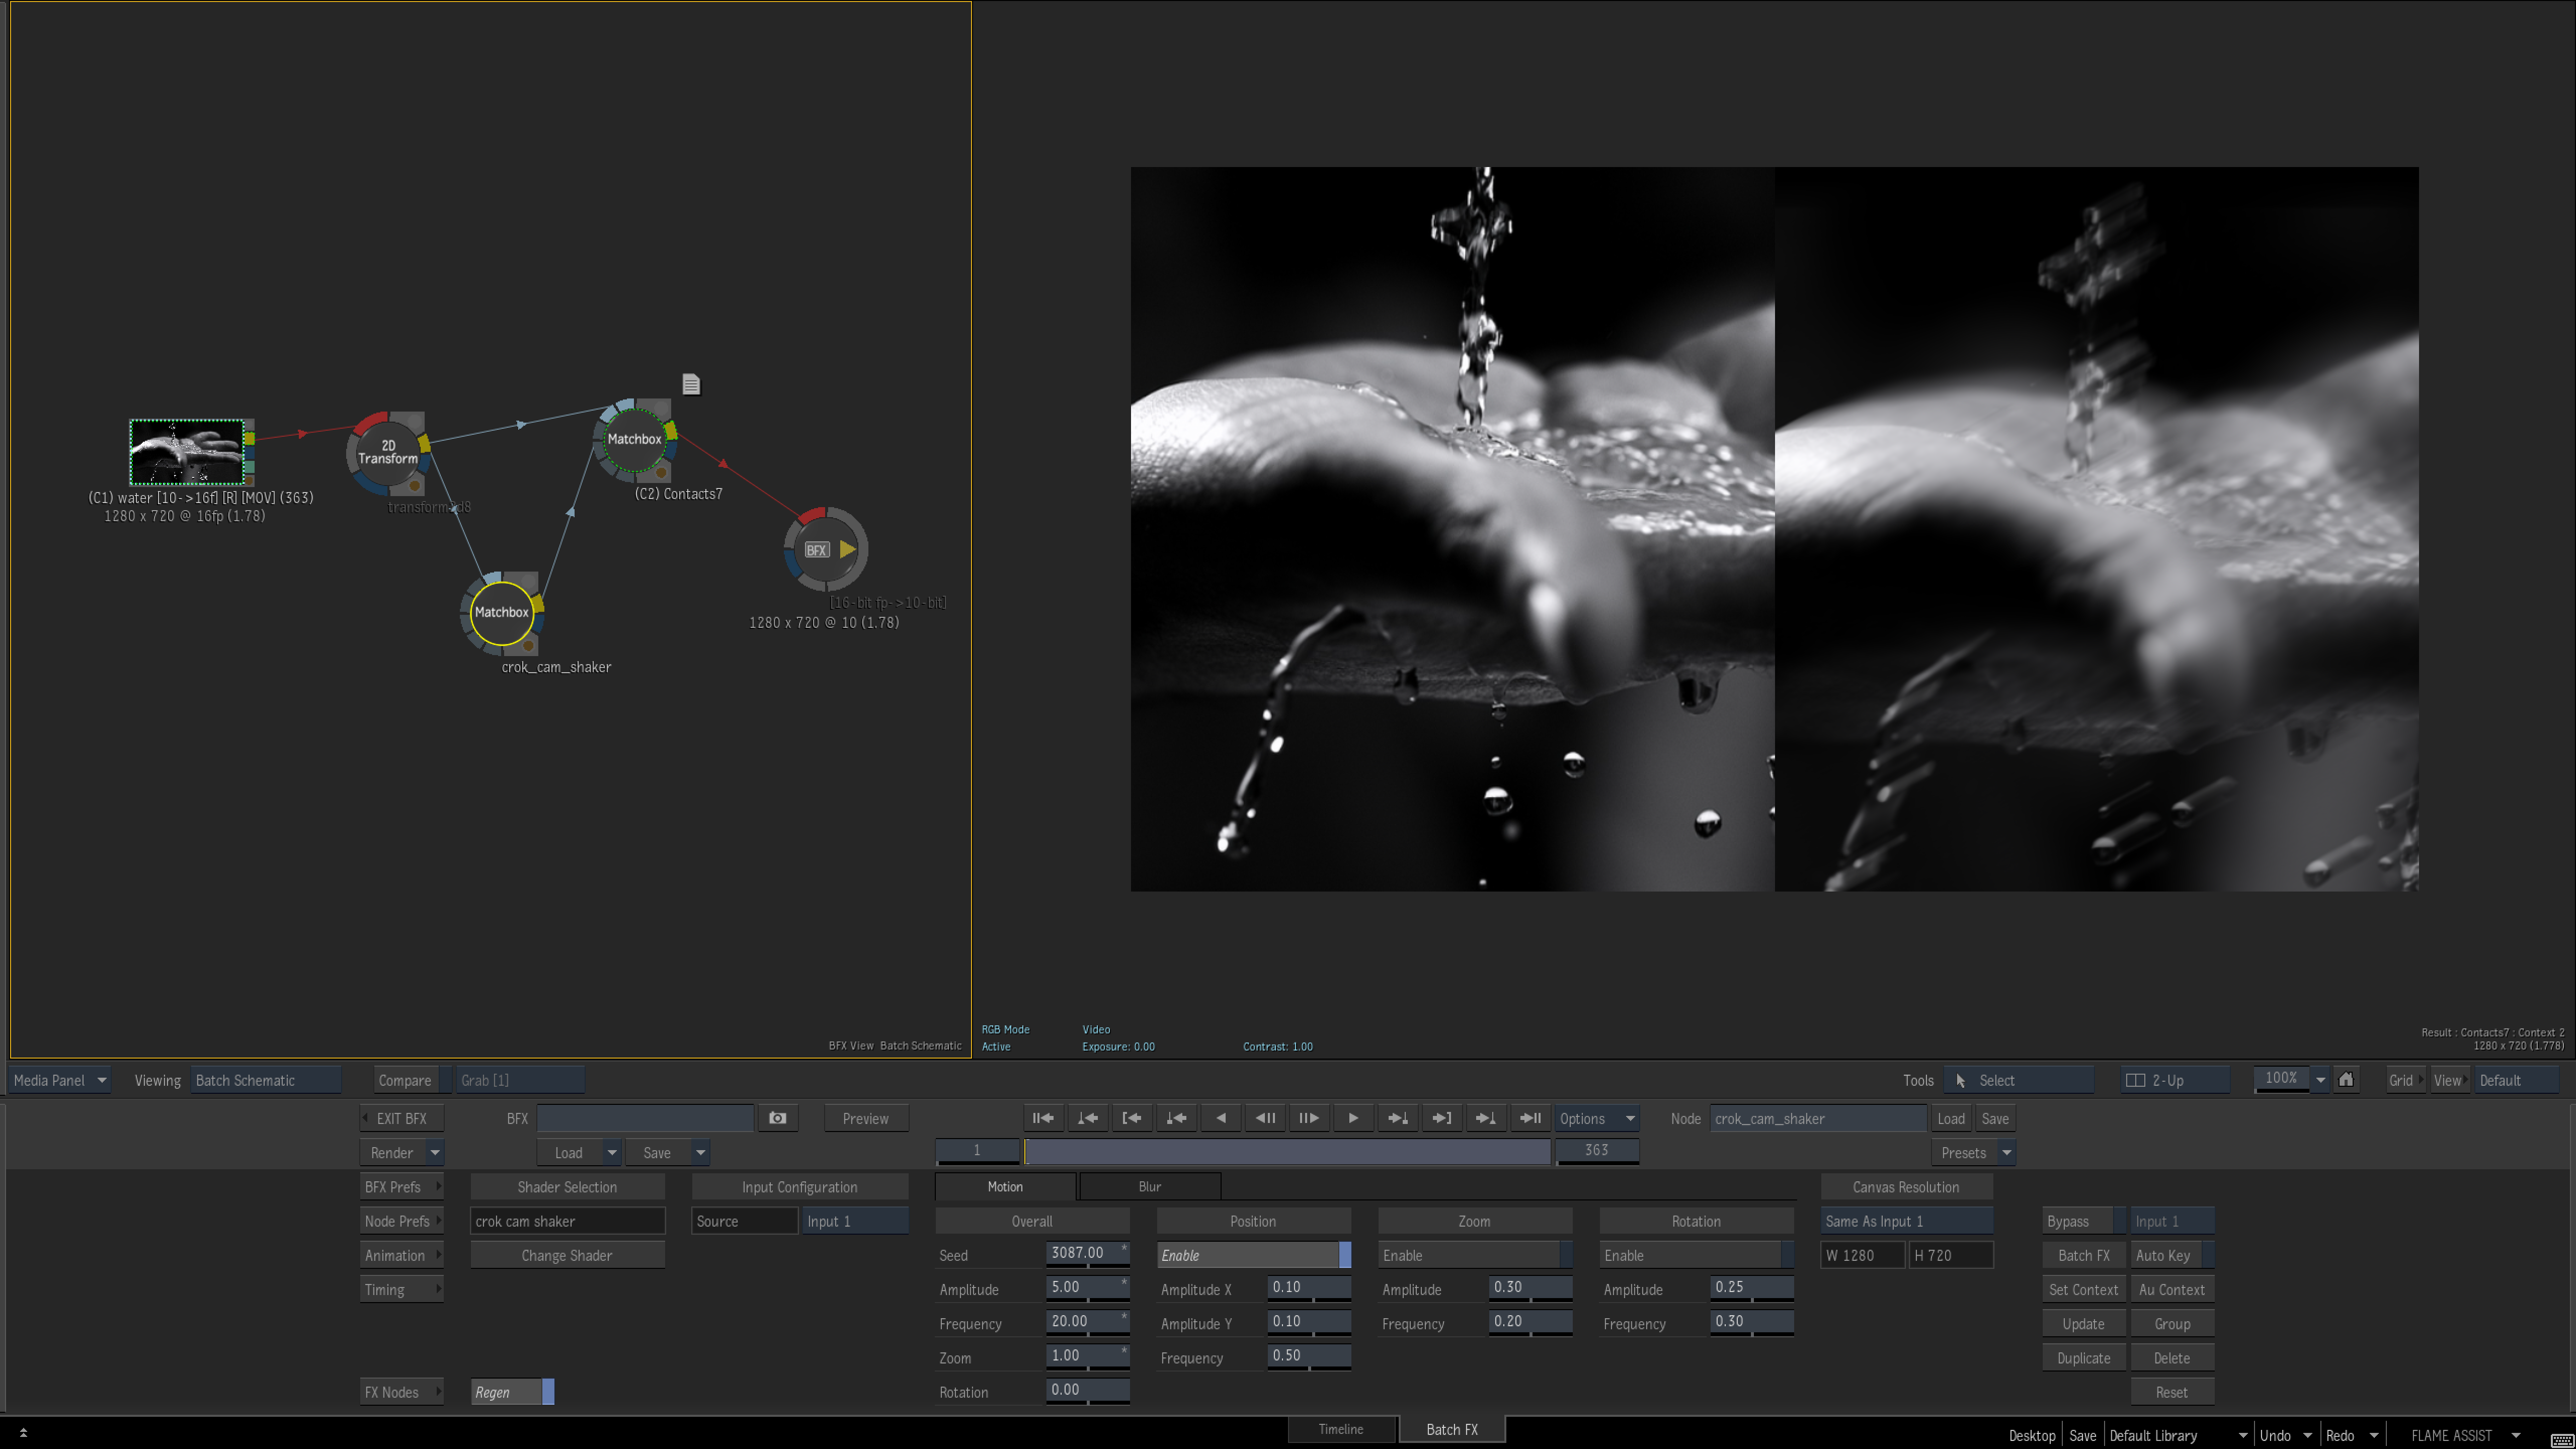 2D
Transform
Matchbox
(C1) water [10->16f] [R] [MOV] (363)
1280 x 720 @ 16fp (1.78)
(C2) Contacts7
BFX
[16-bit fp->10-bit]
1280 x 720 @ 10 (1.78)
Matchbox
crok_cam_shaker
BFX View Batch Schematic
RGB Mode Video
Active Exposure: 0.00 Contrast: 1.00
Result : Contacts7 : Context 2
1280 x 720 (1.778)
Media Panel Viewing Batch Schematic Compare Grab [1] Tools Select 2-Up 100% Grid View Default
EXIT BFX BFX Preview Options Node crok_cam_shaker Load Save
Render Load Save 1 363 Presets
BFX Prefs Shader Selection Input Configuration Motion Blur Canvas Resolution
Node Prefs crok cam shaker Source Input 1 Overall Position Zoom Rotation Same As Input 1 Bypass Input 1
Animation Change Shader Seed 3087.00 * Enable Enable Enable W 1280 H 720 Batch FX Auto Key
Timing Amplitude 5.00 * Amplitude X 0.10 Amplitude 0.30 Amplitude 0.25 Set Context Au Context
Frequency 20.00 * Amplitude Y 0.10 Frequency 0.20 Frequency 0.30 Update Group
Zoom 1.00 * Frequency 0.50 Duplicate Delete
FX Nodes Regen Rotation 0.00 Reset
Timeline Batch FX Desktop Save Default Library Undo Redo FLAME ASSIST